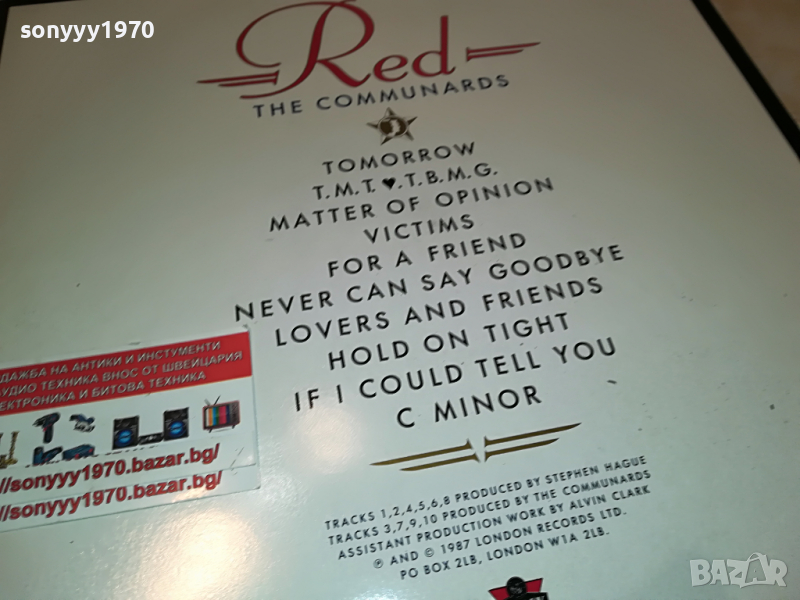 sonyyy1970
sonyyy1970
Red
THE COMMUNARDS
TOMORROW
T.M.T.♥.T.B.M.G.
MATTER OF OPINION
VICTIMS
FOR A FRIEND
NEVER CAN SAY GOODBYE
LOVERS AND FRIENDS
HOLD ON TIGHT
IF I COULD TELL YOU
C MINOR
ДАЖБА НА АНТИКИ И ИНСТУМЕНТИ
УДИО ТЕХНИКА ВНОС ОТ ШВЕЙЦАРИЯ
ЕКТРОНИКА И БИТОВА ТЕХНИКА
//sonyyy1970.bazar.bg/
//sonyyy1970.bazar.bg/
TRACKS 1,2,4,5,6,8 PRODUCED BY STEPHEN HAGUE
TRACKS 3,7,9,10 PRODUCED BY THE COMMUNARDS
ASSISTANT PRODUCTION WORK BY ALVIN CLARK
℗ AND © 1987 LONDON RECORDS LTD.
PO BOX 2LB, LONDON W1A 2LB.
BAZAR